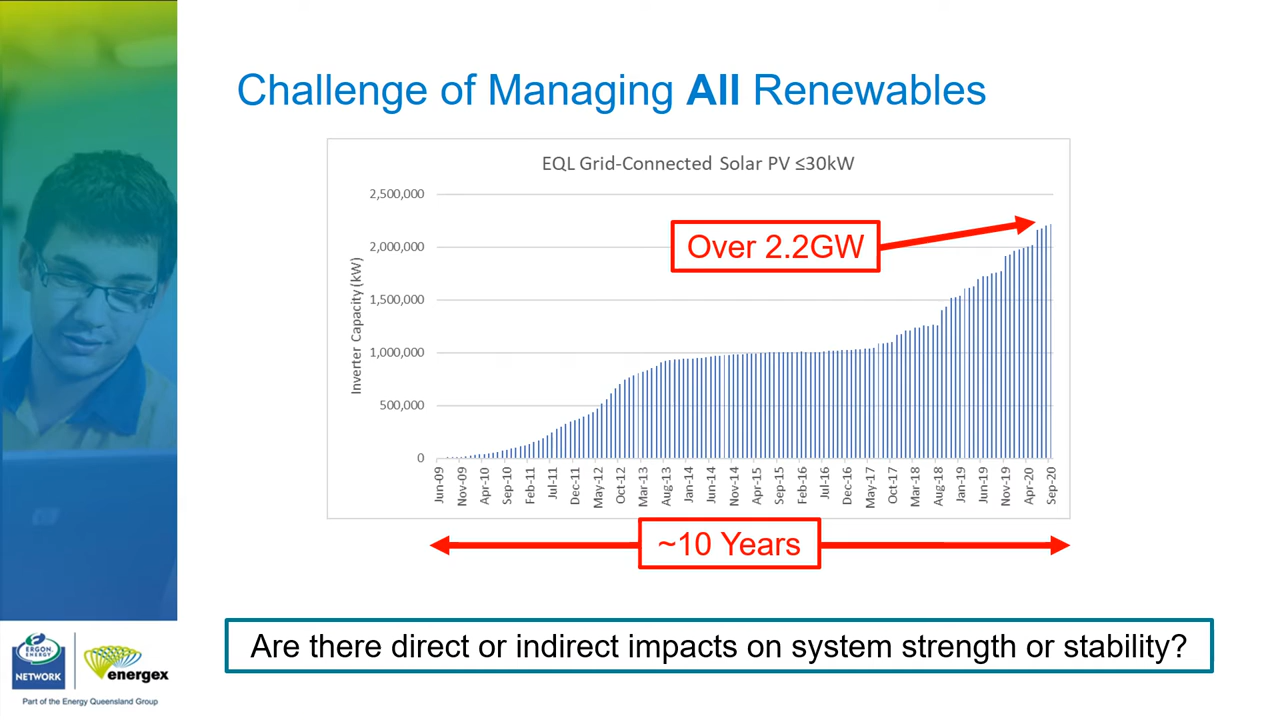 Challenge of Managing All Renewables
EQL Grid-Connected Solar PV ≤30kW
Inverter Capacity (kW)
2,500,000
2,000,000
1,500,000
1,000,000
500,000
0
Over 2.2GW
Jun-09
Nov-09
Apr-10
Sep-10
Feb-11
Jul-11
Dec-11
May-12
Oct-12
Mar-13
Aug-13
Jan-14
Jun-14
Nov-14
Apr-15
Sep-15
Feb-16
Jul-16
Dec-16
May-17
Oct-17
Mar-18
Aug-18
Jan-19
Jun-19
Nov-19
Apr-20
Sep-20
~10 Years
Are there direct or indirect impacts on system strength or stability?
ERGON
ENERGY
NETWORK
energex
Part of the Energy Queensland Group